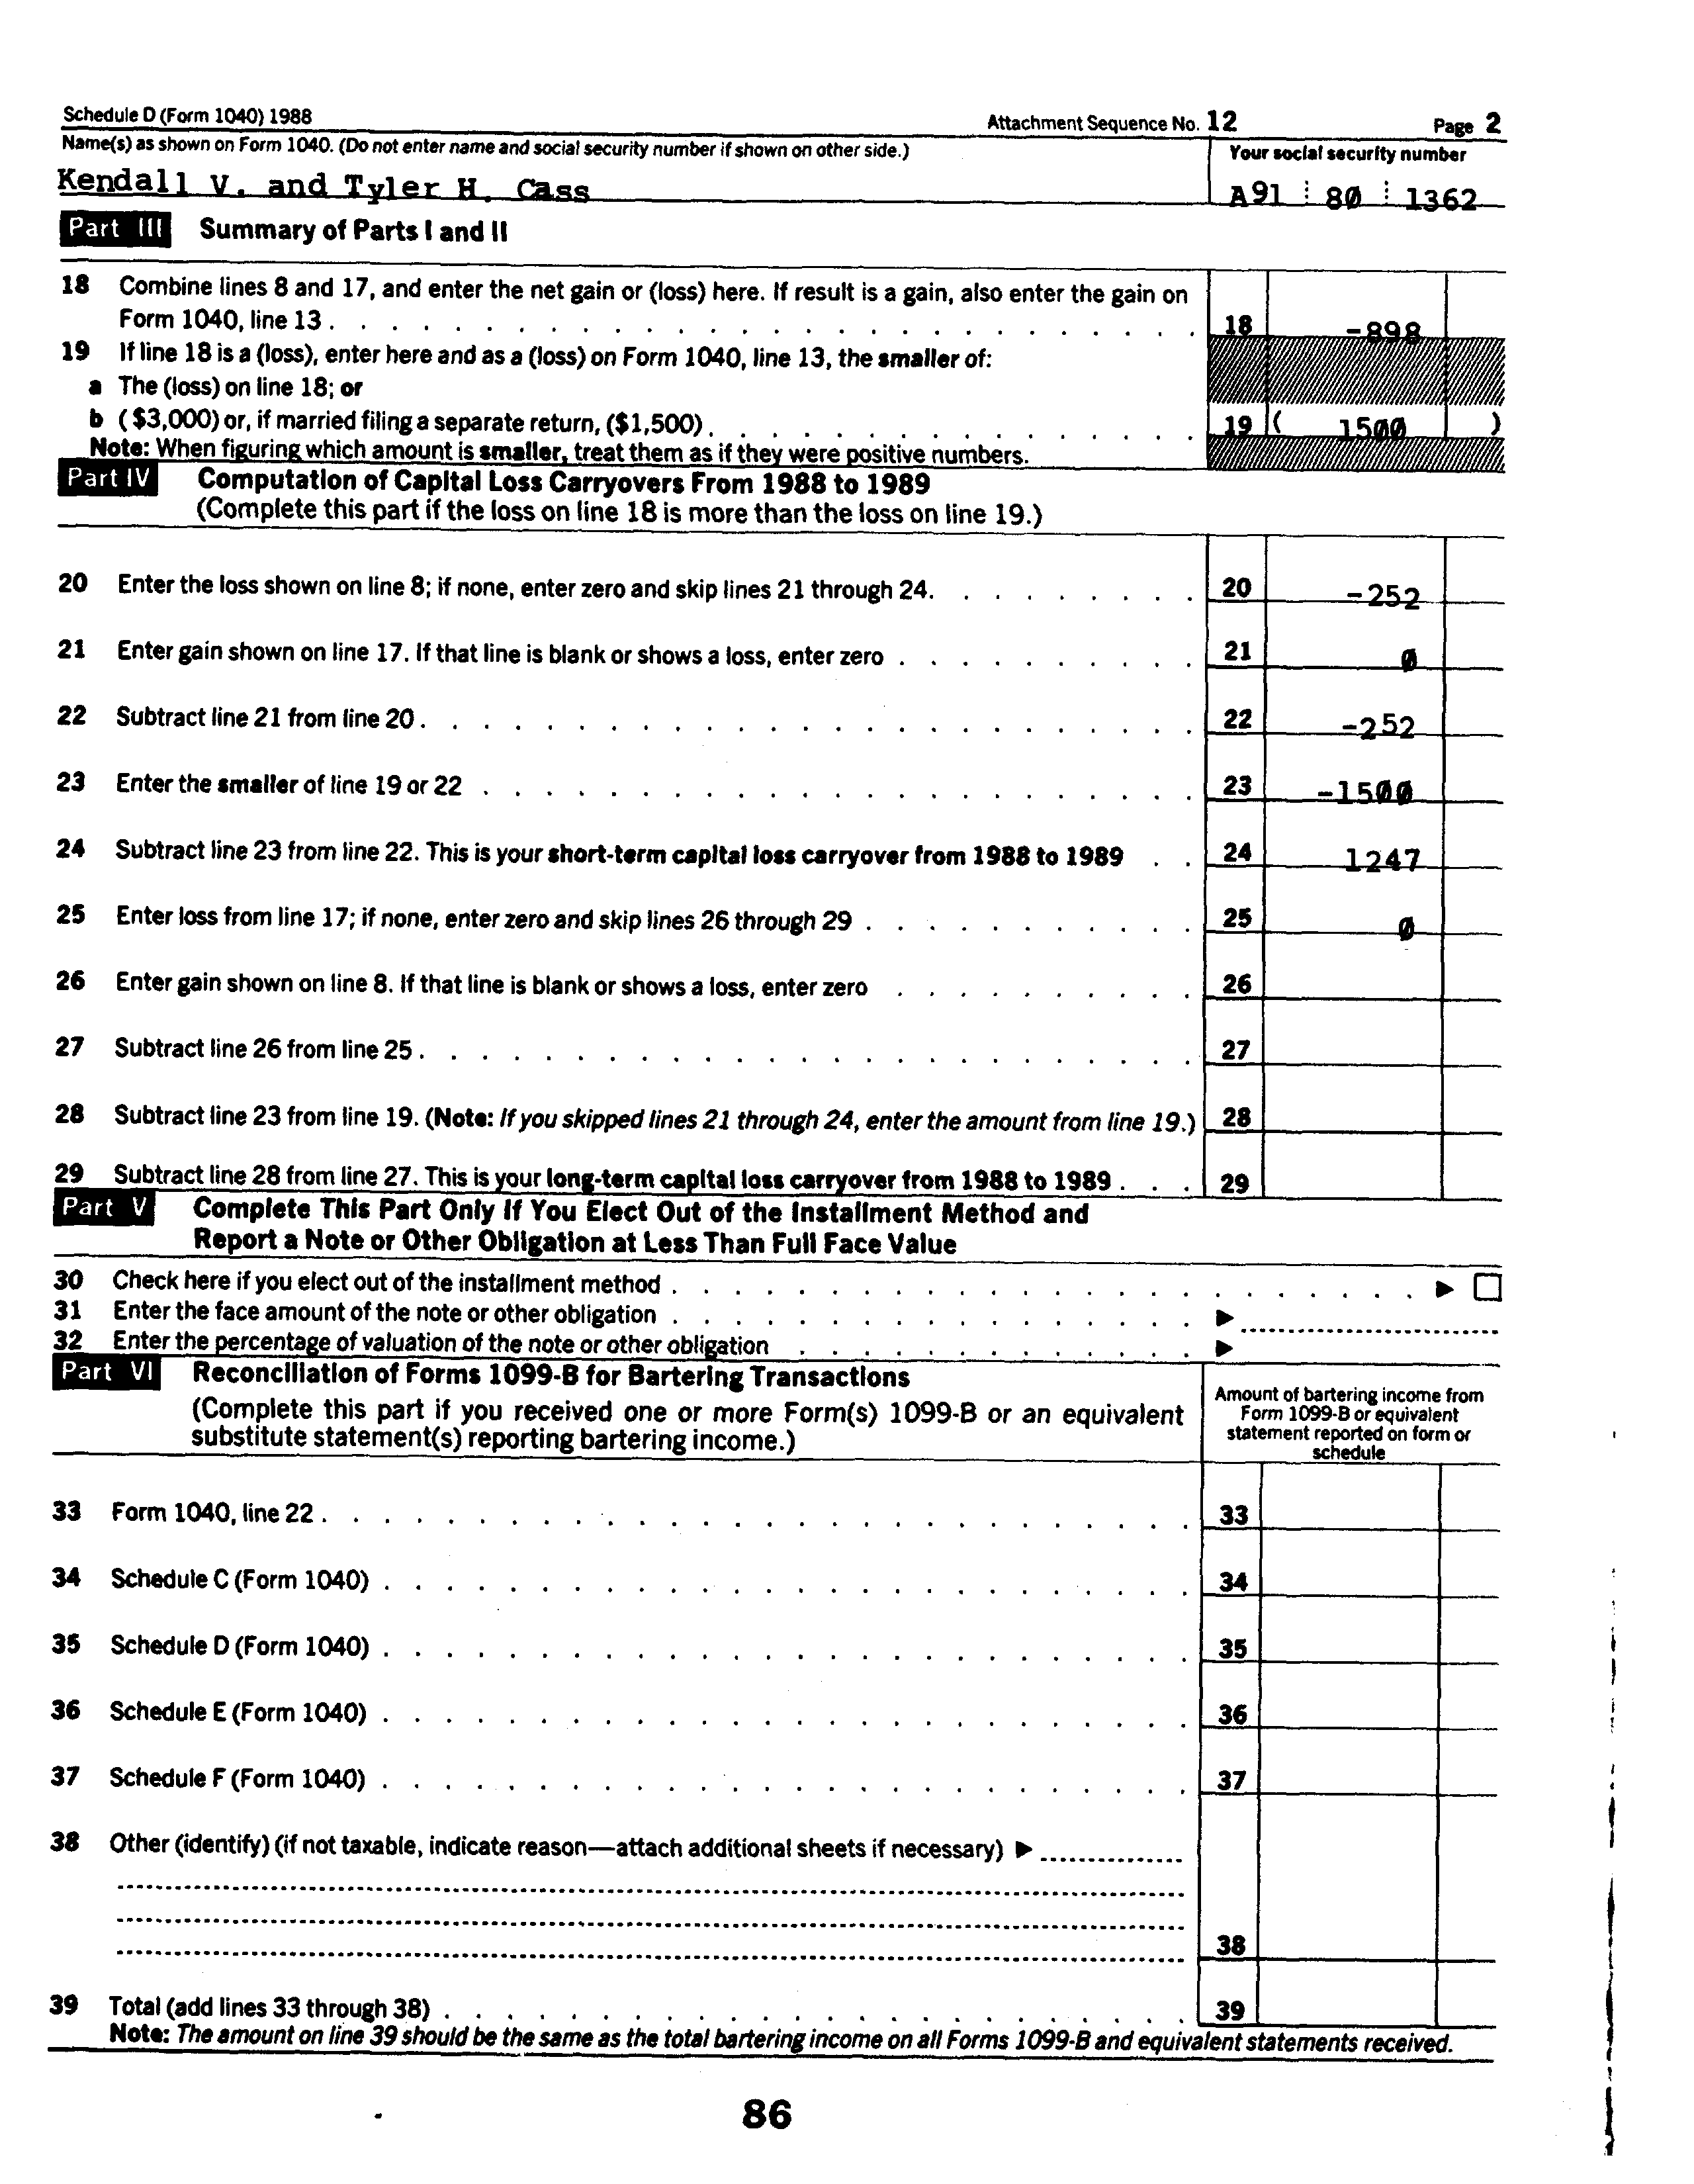 Schedule D (Form 1040) 1988 Attachment Sequence No. 12 Page 2
Name(s) as shown on Form 1040. (Do not enter name and social security number if shown on other side.) Your social security number
Kendall V. and Tyler H. Cass A91 80 1362
Part III Summary of Parts I and II
18 Combine lines 8 and 17, and enter the net gain or (loss) here. If result is a gain, also enter the gain on
Form 1040, line 13 . . . . . . . . . . . . . . . . . . . . . . . . . . . . 18 -898
19 If line 18 is a (loss), enter here and as a (loss) on Form 1040, line 13, the smaller of:
a The (loss) on line 18; or
b ($3,000) or, if married filing a separate return, ($1,500) . . . . . . . . . . . . . . . . 19 ( 1500 )
Note: When figuring which amount is smaller, treat them as if they were positive numbers.
Part IV Computation of Capital Loss Carryovers From 1988 to 1989
(Complete this part if the loss on line 18 is more than the loss on line 19.)
20 Enter the loss shown on line 8; if none, enter zero and skip lines 21 through 24. . . . . . . . . 20 -252
21 Enter gain shown on line 17. If that line is blank or shows a loss, enter zero . . . . . . . . . . 21 0
22 Subtract line 21 from line 20 . . . . . . . . . . . . . . . . . . . . . . . . . 22 -252
23 Enter the smaller of line 19 or 22 . . . . . . . . . . . . . . . . . . . . . . . 23 -1500
24 Subtract line 23 from line 22. This is your short-term capital loss carryover from 1988 to 1989 . . 24 1247
25 Enter loss from line 17; if none, enter zero and skip lines 26 through 29 . . . . . . . . . . . 25 0
26 Enter gain shown on line 8. If that line is blank or shows a loss, enter zero . . . . . . . . . . 26
27 Subtract line 26 from line 25 . . . . . . . . . . . . . . . . . . . . . . . . . 27
28 Subtract line 23 from line 19. (Note: If you skipped lines 21 through 24, enter the amount from line 19.) 28
29 Subtract line 28 from line 27. This is your long-term capital loss carryover from 1988 to 1989 . . . 29
Part V Complete This Part Only If You Elect Out of the Installment Method and
Report a Note or Other Obligation at Less Than Full Face Value
30 Check here if you elect out of the installment method . . . . . . . . . . . . . . . . . . . . . . . . ► ☐
31 Enter the face amount of the note or other obligation . . . . . . . . . . . . . . . . . ►
32 Enter the percentage of valuation of the note or other obligation . . . . . . . . . . . . . ►
Part VI Reconciliation of Forms 1099-B for Bartering Transactions
(Complete this part if you received one or more Form(s) 1099-B or an equivalent
substitute statement(s) reporting bartering income.)
Amount of bartering income from
Form 1099-B or equivalent
statement reported on form or
schedule
33 Form 1040, line 22 . . . . . . . . . . . . . . . . . . . . . . . . . . . . 33
34 Schedule C (Form 1040) . . . . . . . . . . . . . . . . . . . . . . . . . . 34
35 Schedule D (Form 1040) . . . . . . . . . . . . . . . . . . . . . . . . . . 35
36 Schedule E (Form 1040) . . . . . . . . . . . . . . . . . . . . . . . . . . 36
37 Schedule F (Form 1040) . . . . . . . . . . . . . . . . . . . . . . . . . . 37
38 Other (identify) (if not taxable, indicate reason—attach additional sheets if necessary) ►
38
39 Total (add lines 33 through 38) . . . . . . . . . . . . . . . . . . . . . . . . 39
Note: The amount on line 39 should be the same as the total bartering income on all Forms 1099-B and equivalent statements received.
86